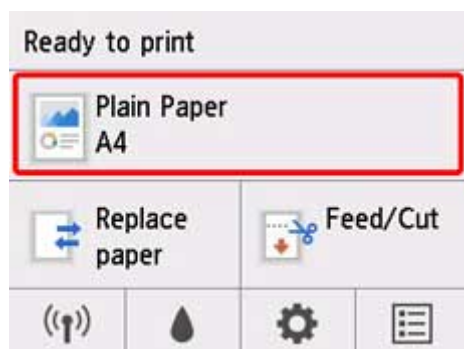 Ready to print
Plain Paper
A4
Replace
paper
Feed/Cut